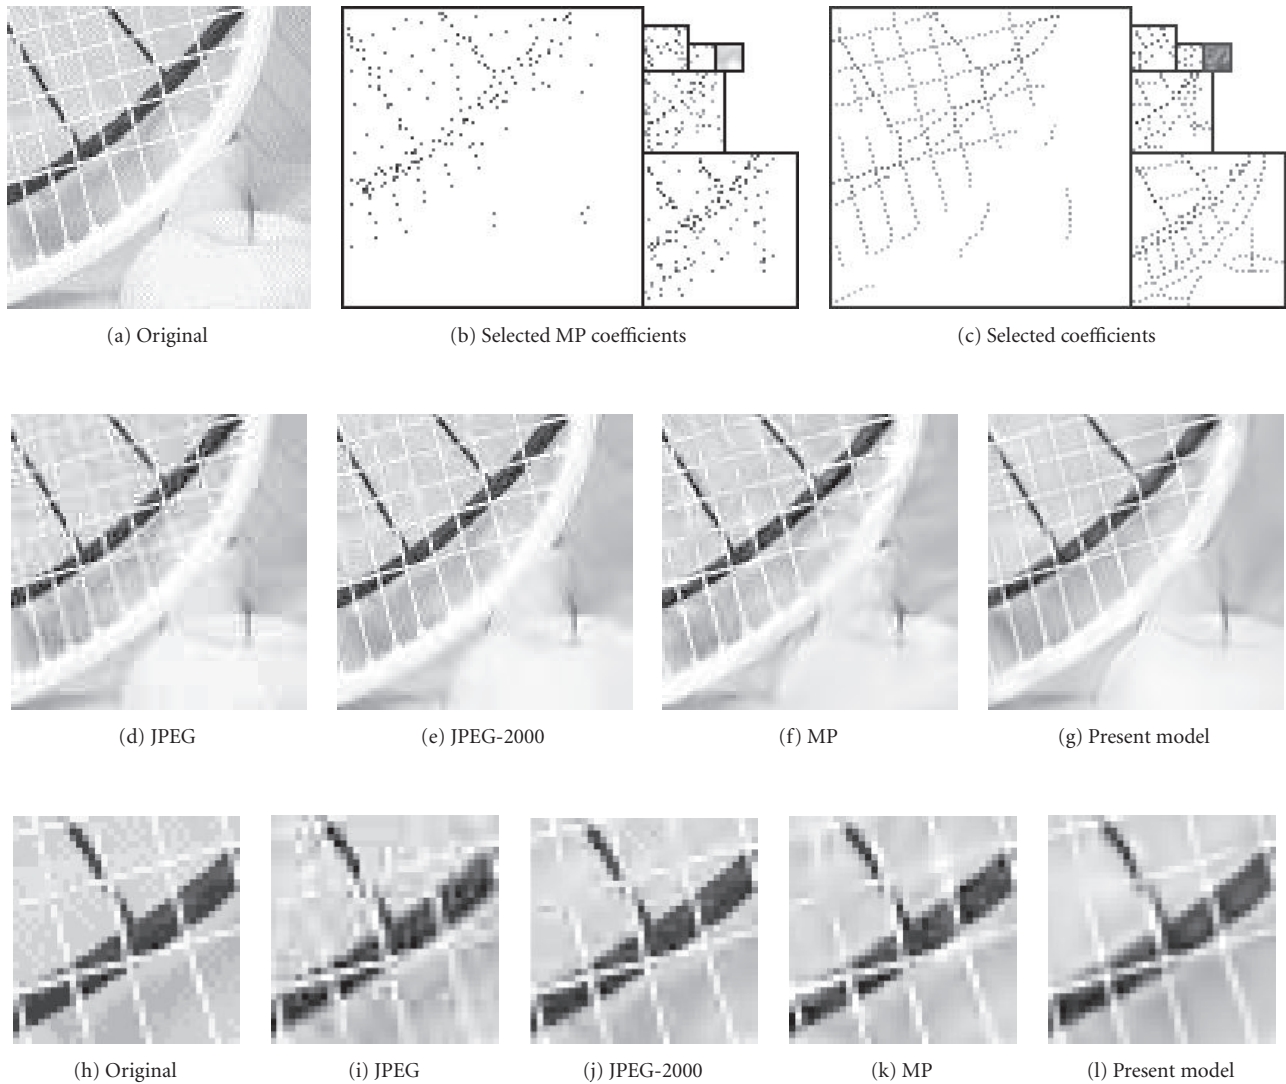 (a) Original
(b) Selected MP coefficients
(c) Selected coefficients
(d) JPEG
(e) JPEG-2000
(f) MP
(g) Present model
(h) Original
(i) JPEG
(j) JPEG-2000
(k) MP
(l) Present model